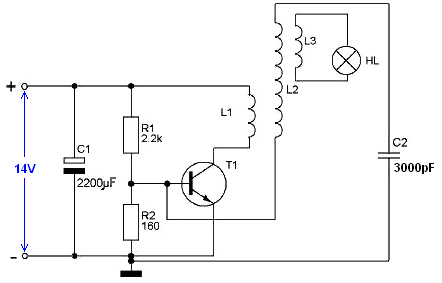 L3
HL
+
L1
L2
R1
2.2k
C1
C2
T1
14V
2200µF
3000pF
R2
160
-